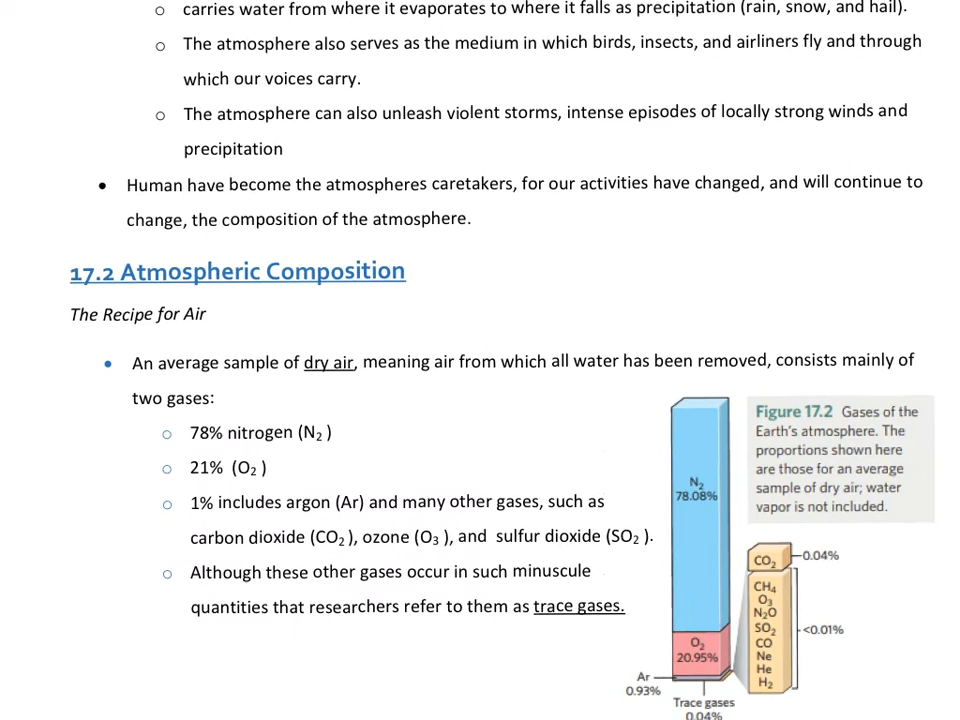 o carries water from where it evaporates to where it falls as precipitation (rain, snow, and hail).
o The atmosphere also serves as the medium in which birds, insects, and airliners fly and through
which our voices carry.
o The atmosphere can also unleash violent storms, intense episodes of locally strong winds and
precipitation
• Human have become the atmospheres caretakers, for our activities have changed, and will continue to
change, the composition of the atmosphere.
17.2 Atmospheric Composition
The Recipe for Air
• An average sample of dry air, meaning air from which all water has been removed, consists mainly of
two gases:
o 78% nitrogen (N₂ )
o 21% (O₂ )
o 1% includes argon (Ar) and many other gases, such as
carbon dioxide (CO₂ ), ozone (O₃ ), and sulfur dioxide (SO₂ ).
o Although these other gases occur in such minuscule
quantities that researchers refer to them as trace gases.
N₂
78.08%
O₂
20.95%
Ar
0.93%
Trace gases
0.04%
Figure 17.2 Gases of the
Earth's atmosphere. The
proportions shown here
are those for an average
sample of dry air; water
vapor is not included.
CO₂
0.04%
CH₄
O₃
N₂O
SO₂
CO
Ne
He
H₂
<0.01%